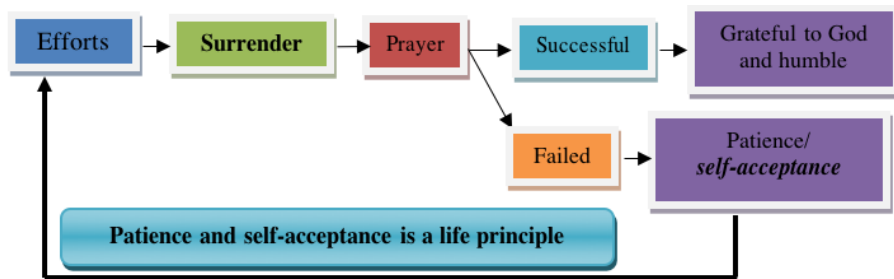 Efforts
Surrender
Prayer
Successful
Grateful to God
and humble
Failed
Patience/
self-acceptance
Patience and self-acceptance is a life principle